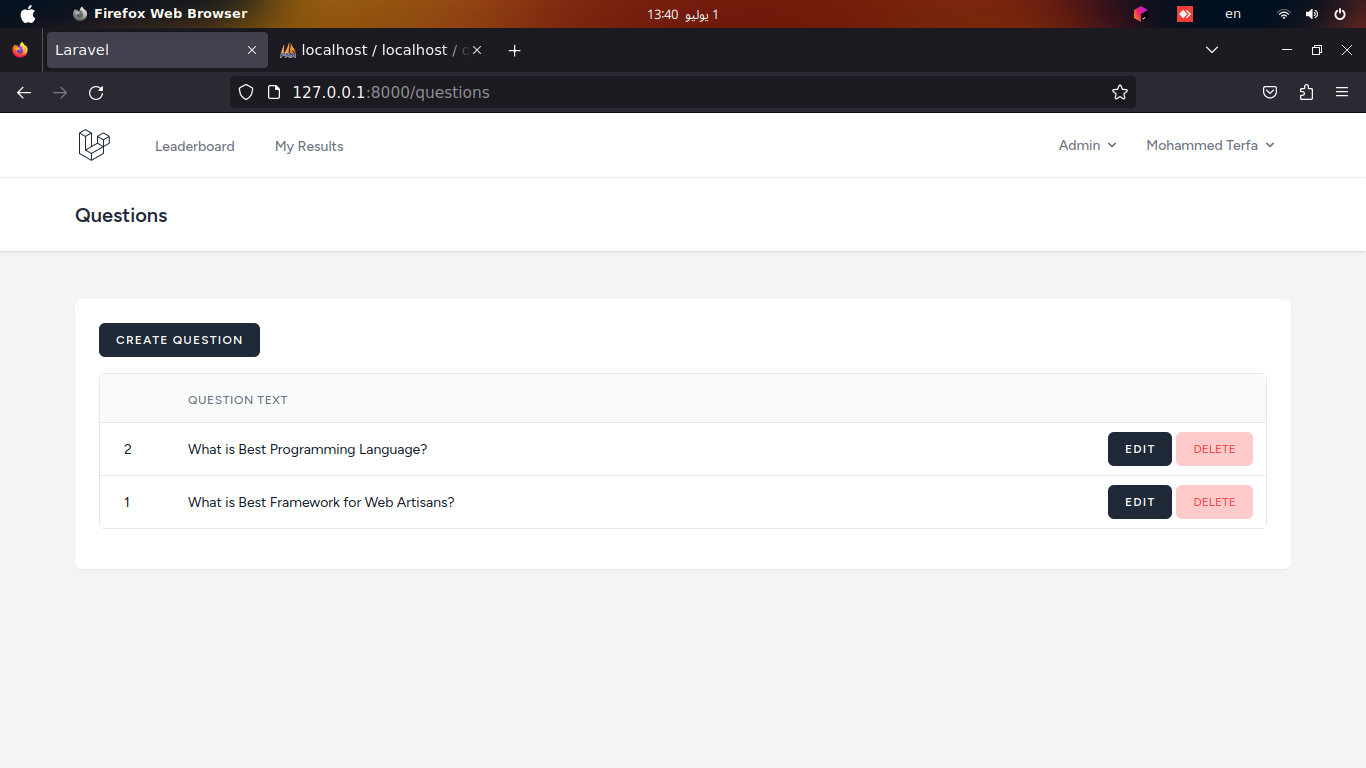 Firefox Web Browser
1 يوليو 13:40
en
Laravel
localhost / localhost /
127.0.0.1:8000/questions
Leaderboard
My Results
Admin
Mohammed Terfa
Questions
CREATE QUESTION
QUESTION TEXT
2
What is Best Programming Language?
EDIT
DELETE
1
What is Best Framework for Web Artisans?
EDIT
DELETE